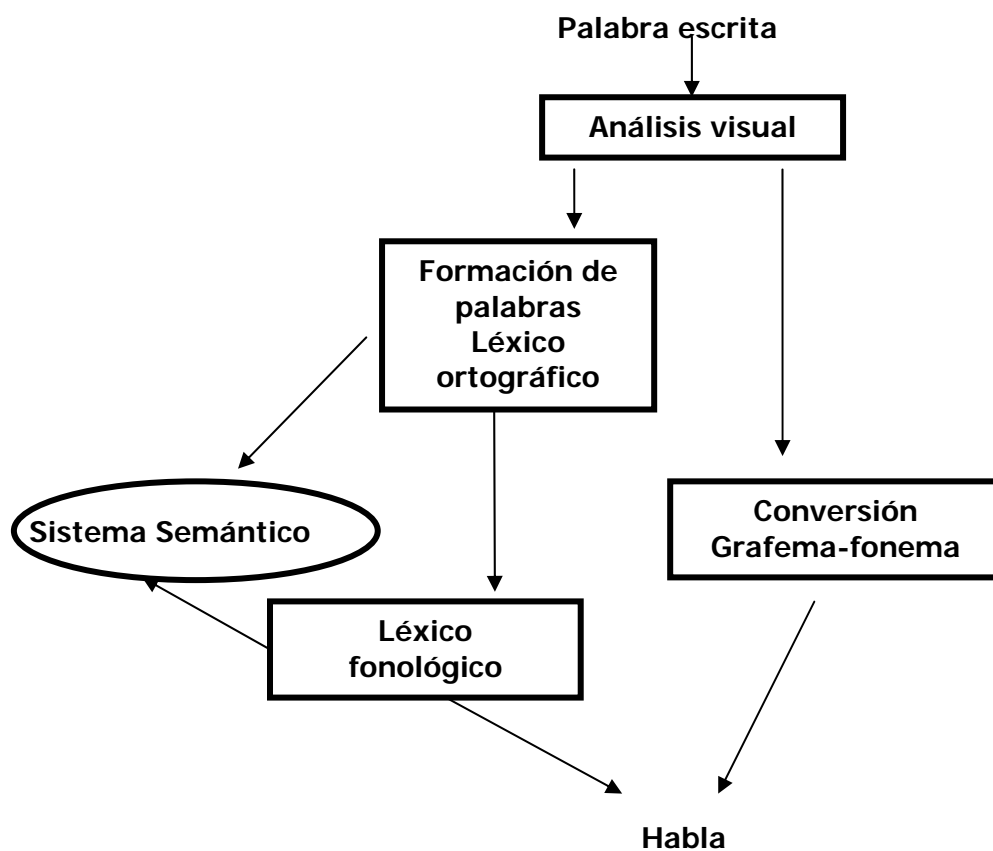 Palabra escrita
Análisis visual
Formación de
palabras
Léxico
ortográfico
Sistema Semántico
Conversión
Grafema-fonema
Léxico
fonológico
Habla